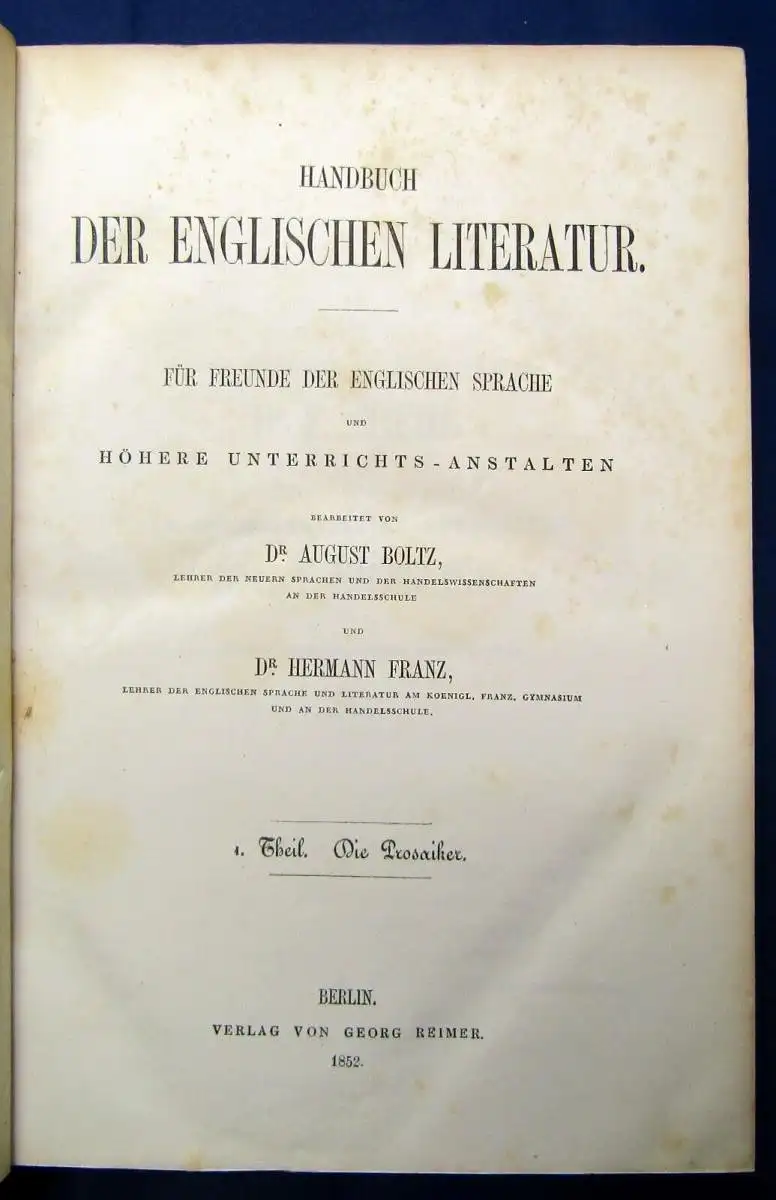 HANDBUCH
DER ENGLISCHEN LITERATUR.
FÜR FREUNDE DER ENGLISCHEN SPRACHE
UND
HÖHERE UNTERRICHTS-ANSTALTEN
BEARBEITET VON
DR. AUGUST BOLTZ,
LEHRER DER NEUERN SPRACHEN UND DER HANDELSWISSENSCHAFTEN
AN DER HANDELSSCHULE
UND
DR. HERMANN FRANZ,
LEHRER DER ENGLISCHEN SPRACHE UND LITERATUR AM KOENIGL. FRANZ. GYMNASIUM
UND AN DER HANDELSSCHULE.
1. Theil. Die Prosaiker.
BERLIN.
VERLAG VON GEORG REIMER.
1852.